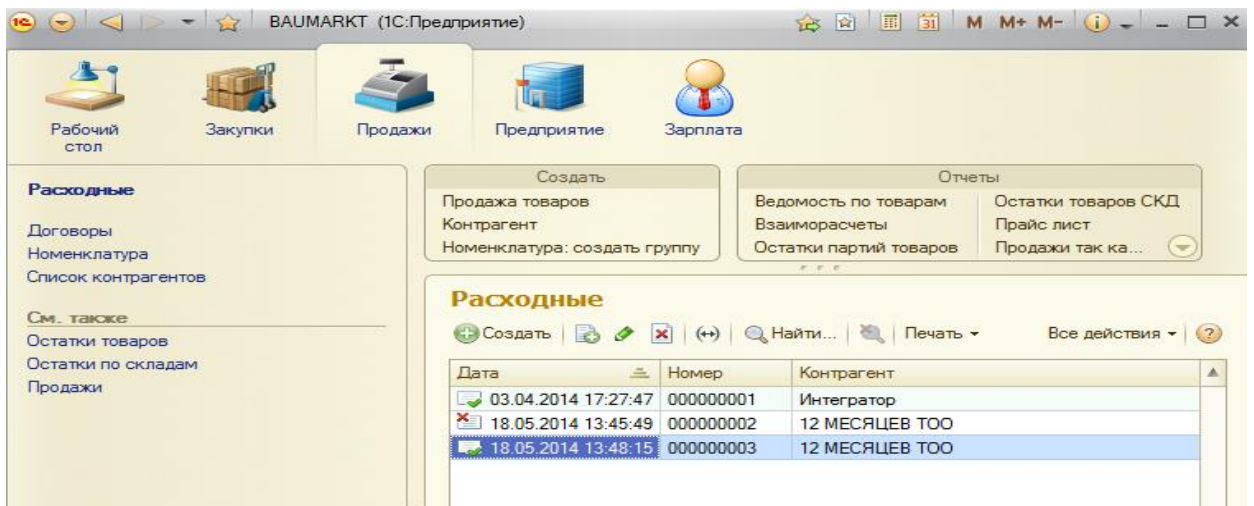 1С BAUMARKT (1С:Предприятие) 31 M M+ M-
Рабочий
стол
Закупки
Продажи
Предприятие
Зарплата
Расходные
Договоры
Номенклатура
Список контрагентов
См. также
Остатки товаров
Остатки по складам
Продажи
Создать
Продажа товаров
Контрагент
Номенклатура: создать группу
Отчеты
Ведомость по товарам Остатки товаров СКД
Взаиморасчеты Прайс лист
Остатки партий товаров Продажи так ка...
Расходные
Создать Найти... Печать Все действия
Дата Номер Контрагент
03.04.2014 17:27:47 000000001 Интегратор
18.05.2014 13:45:49 000000002 12 МЕСЯЦЕВ ТОО
18.05.2014 13:48:15 000000003 12 МЕСЯЦЕВ ТОО